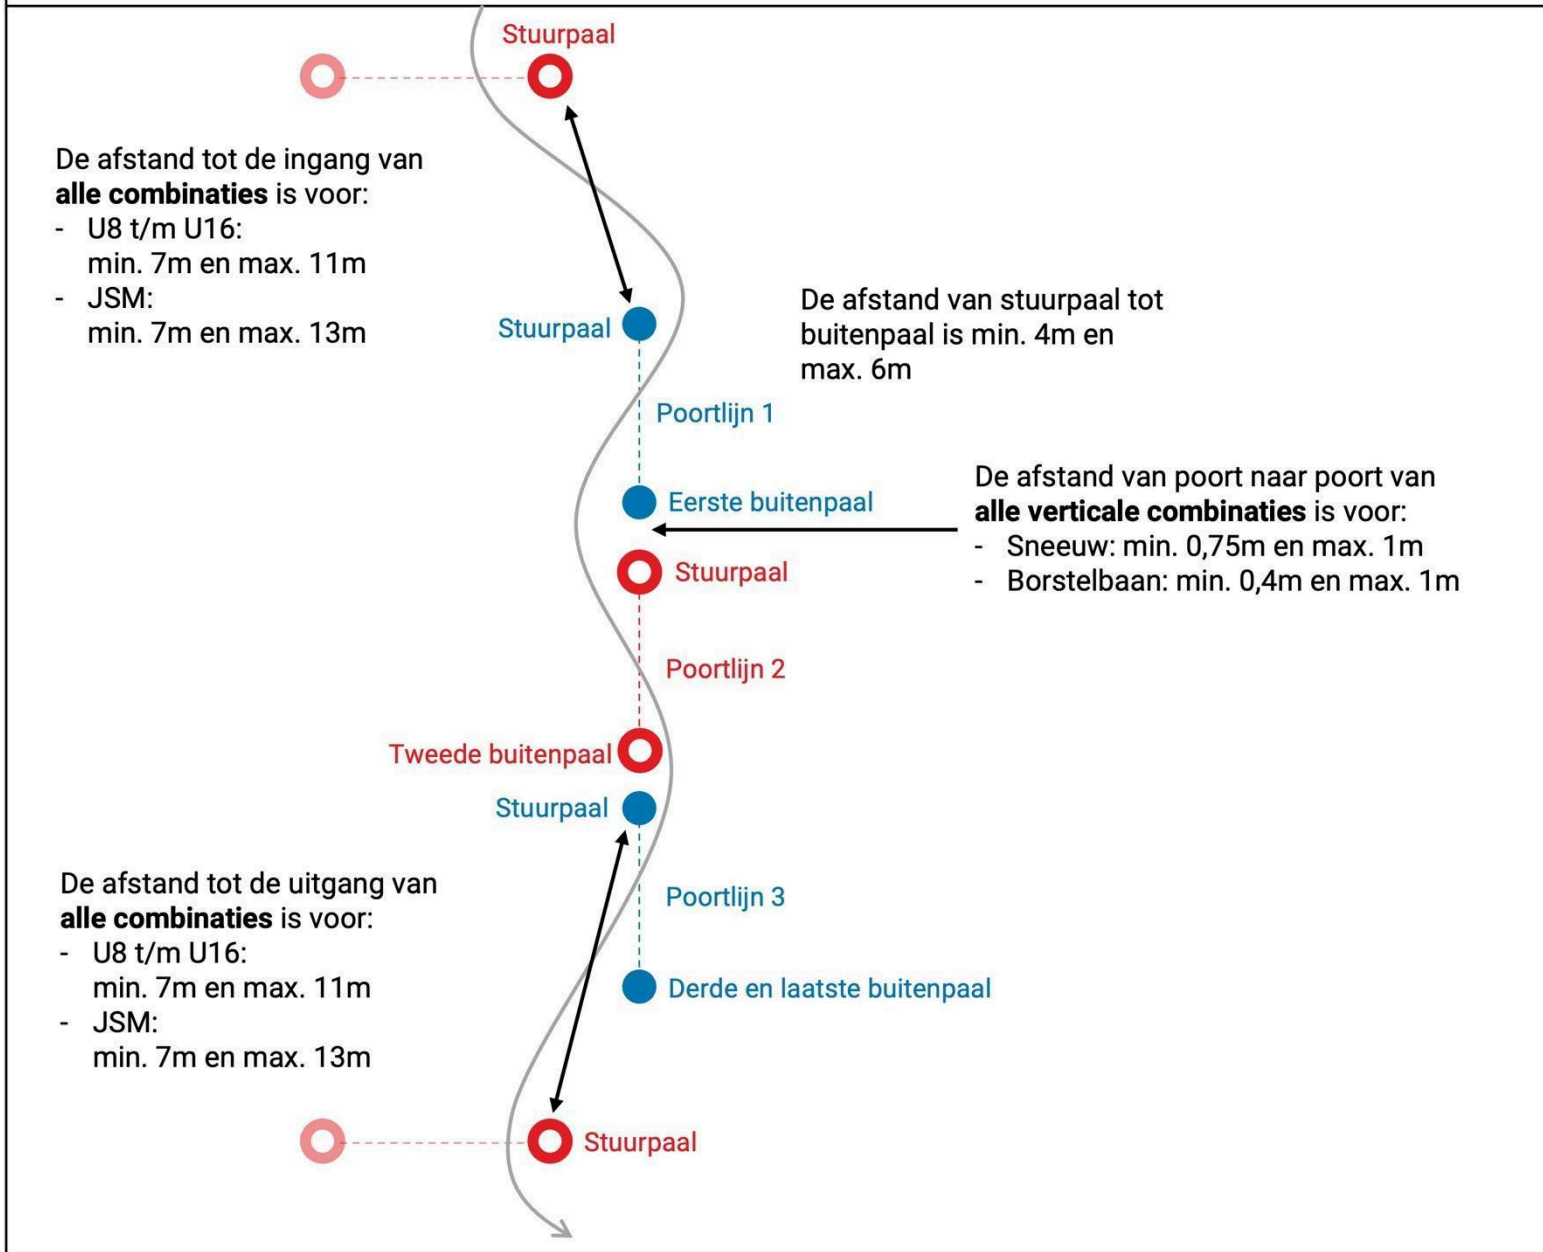 Stuurpaal
De afstand tot de ingang van
alle combinaties is voor:
- U8 t/m U16:
min. 7m en max. 11m
- JSM:
min. 7m en max. 13m
De afstand van stuurpaal tot
buitenpaal is min. 4m en
max. 6m
Stuurpaal
Poortlijn 1
De afstand van poort naar poort van
alle verticale combinaties is voor:
- Sneeuw: min. 0,75m en max. 1m
- Borstelbaan: min. 0,4m en max. 1m
Eerste buitenpaal
Stuurpaal
Poortlijn 2
Tweede buitenpaal
Stuurpaal
De afstand tot de uitgang van
alle combinaties is voor:
- U8 t/m U16:
min. 7m en max. 11m
- JSM:
min. 7m en max. 13m
Poortlijn 3
Derde en laatste buitenpaal
Stuurpaal